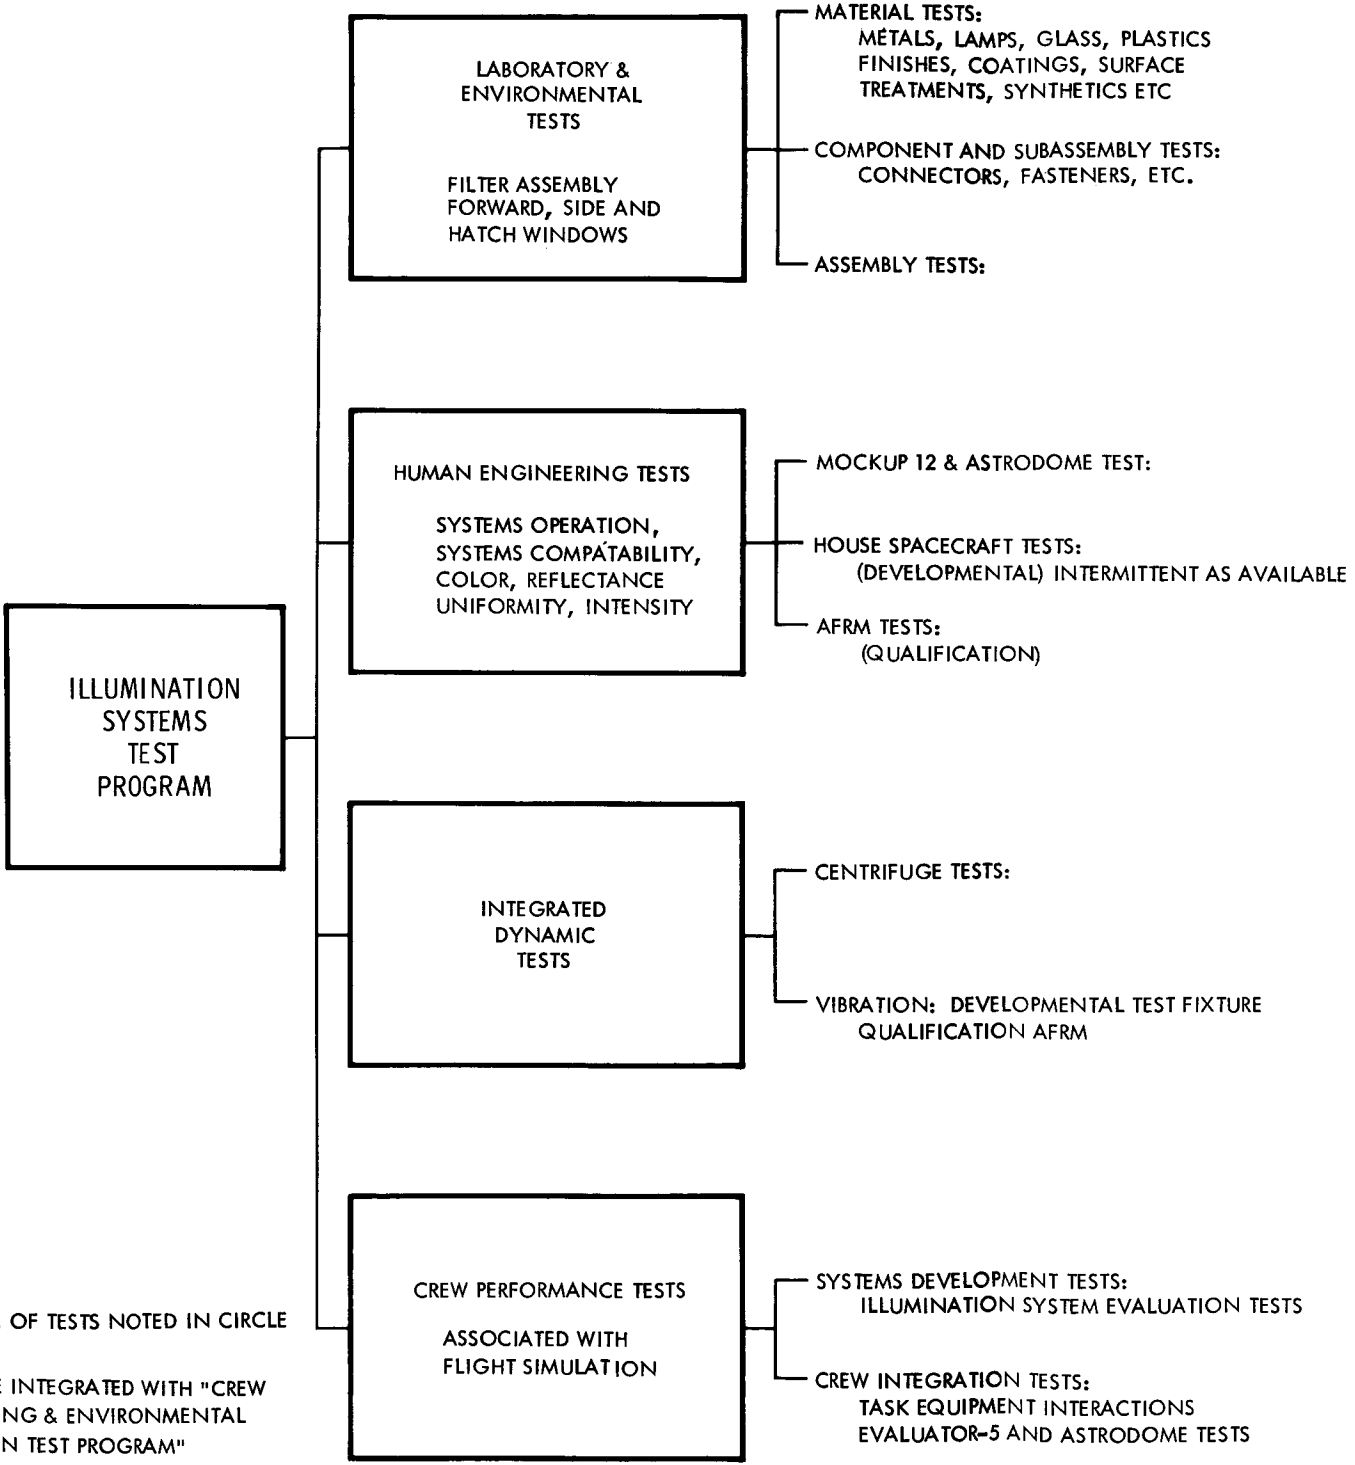 ILLUMINATION
SYSTEMS
TEST
PROGRAM
LABORATORY &
ENVIRONMENTAL
TESTS
FILTER ASSEMBLY
FORWARD, SIDE AND
HATCH WINDOWS
MATERIAL TESTS:
METALS, LAMPS, GLASS, PLASTICS
FINISHES, COATINGS, SURFACE
TREATMENTS, SYNTHETICS ETC
COMPONENT AND SUBASSEMBLY TESTS:
CONNECTORS, FASTENERS, ETC.
ASSEMBLY TESTS:
HUMAN ENGINEERING TESTS
SYSTEMS OPERATION,
SYSTEMS COMPATABILITY,
COLOR, REFLECTANCE
UNIFORMITY, INTENSITY
MOCKUP 12 & ASTRODOME TEST:
HOUSE SPACECRAFT TESTS:
(DEVELOPMENTAL) INTERMITTENT AS AVAILABLE
AFRM TESTS:
(QUALIFICATION)
INTEGRATED
DYNAMIC
TESTS
CENTRIFUGE TESTS:
VIBRATION: DEVELOPMENTAL TEST FIXTURE
QUALIFICATION AFRM
CREW PERFORMANCE TESTS
ASSOCIATED WITH
FLIGHT SIMULATION
SYSTEMS DEVELOPMENT TESTS:
ILLUMINATION SYSTEM EVALUATION TESTS
CREW INTEGRATION TESTS:
TASK EQUIPMENT INTERACTIONS
EVALUATOR-5 AND ASTRODOME TESTS
OF TESTS NOTED IN CIRCLE
INTEGRATED WITH "CREW
NG & ENVIRONMENTAL
N TEST PROGRAM"